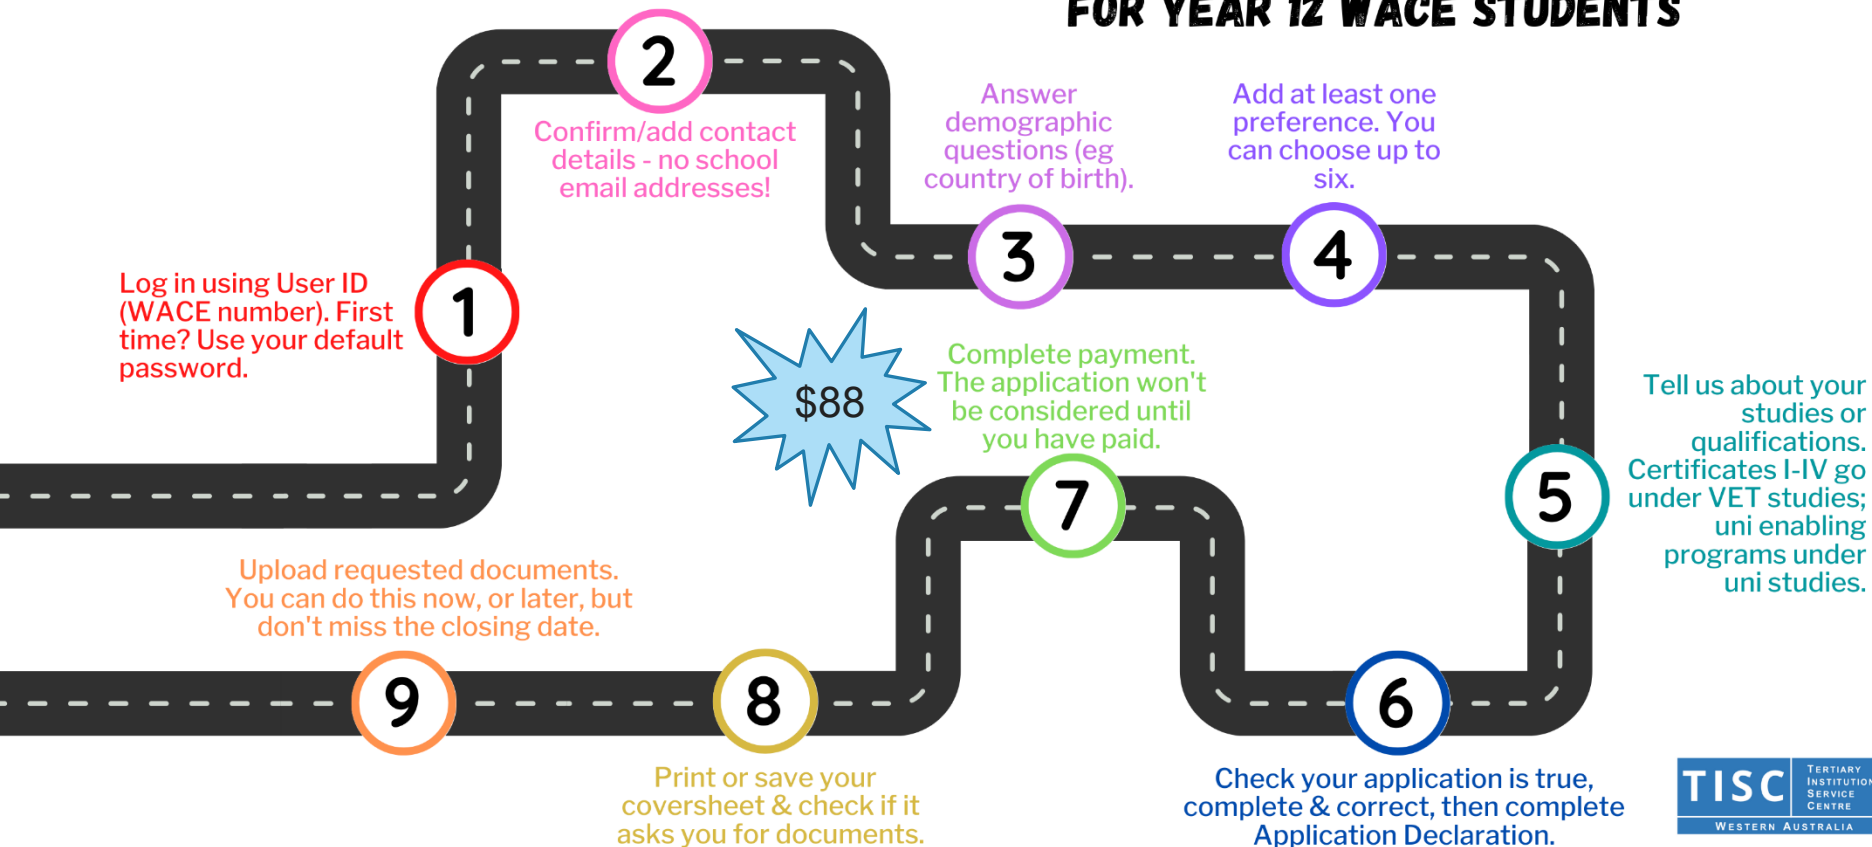 FOR YEAR 12 WACE STUDENTS
1
Log in using User ID
(WACE number). First
time? Use your default
password.
2
Confirm/add contact
details - no school
email addresses!
Answer
demographic
questions (eg
country of birth).
3
Add at least one
preference. You
can choose up to
six.
4
Tell us about your
studies or
qualifications.
Certificates I-IV go
under VET studies;
uni enabling
programs under
uni studies.
5
6
Check your application is true,
complete & correct, then complete
Application Declaration.
$88
Complete payment.
The application won't
be considered until
you have paid.
7
8
Print or save your
coversheet & check if it
asks you for documents.
Upload requested documents.
You can do this now, or later, but
don't miss the closing date.
9
TISC
TERTIARY
INSTITUTION
SERVICE
CENTRE
WESTERN AUSTRALIA